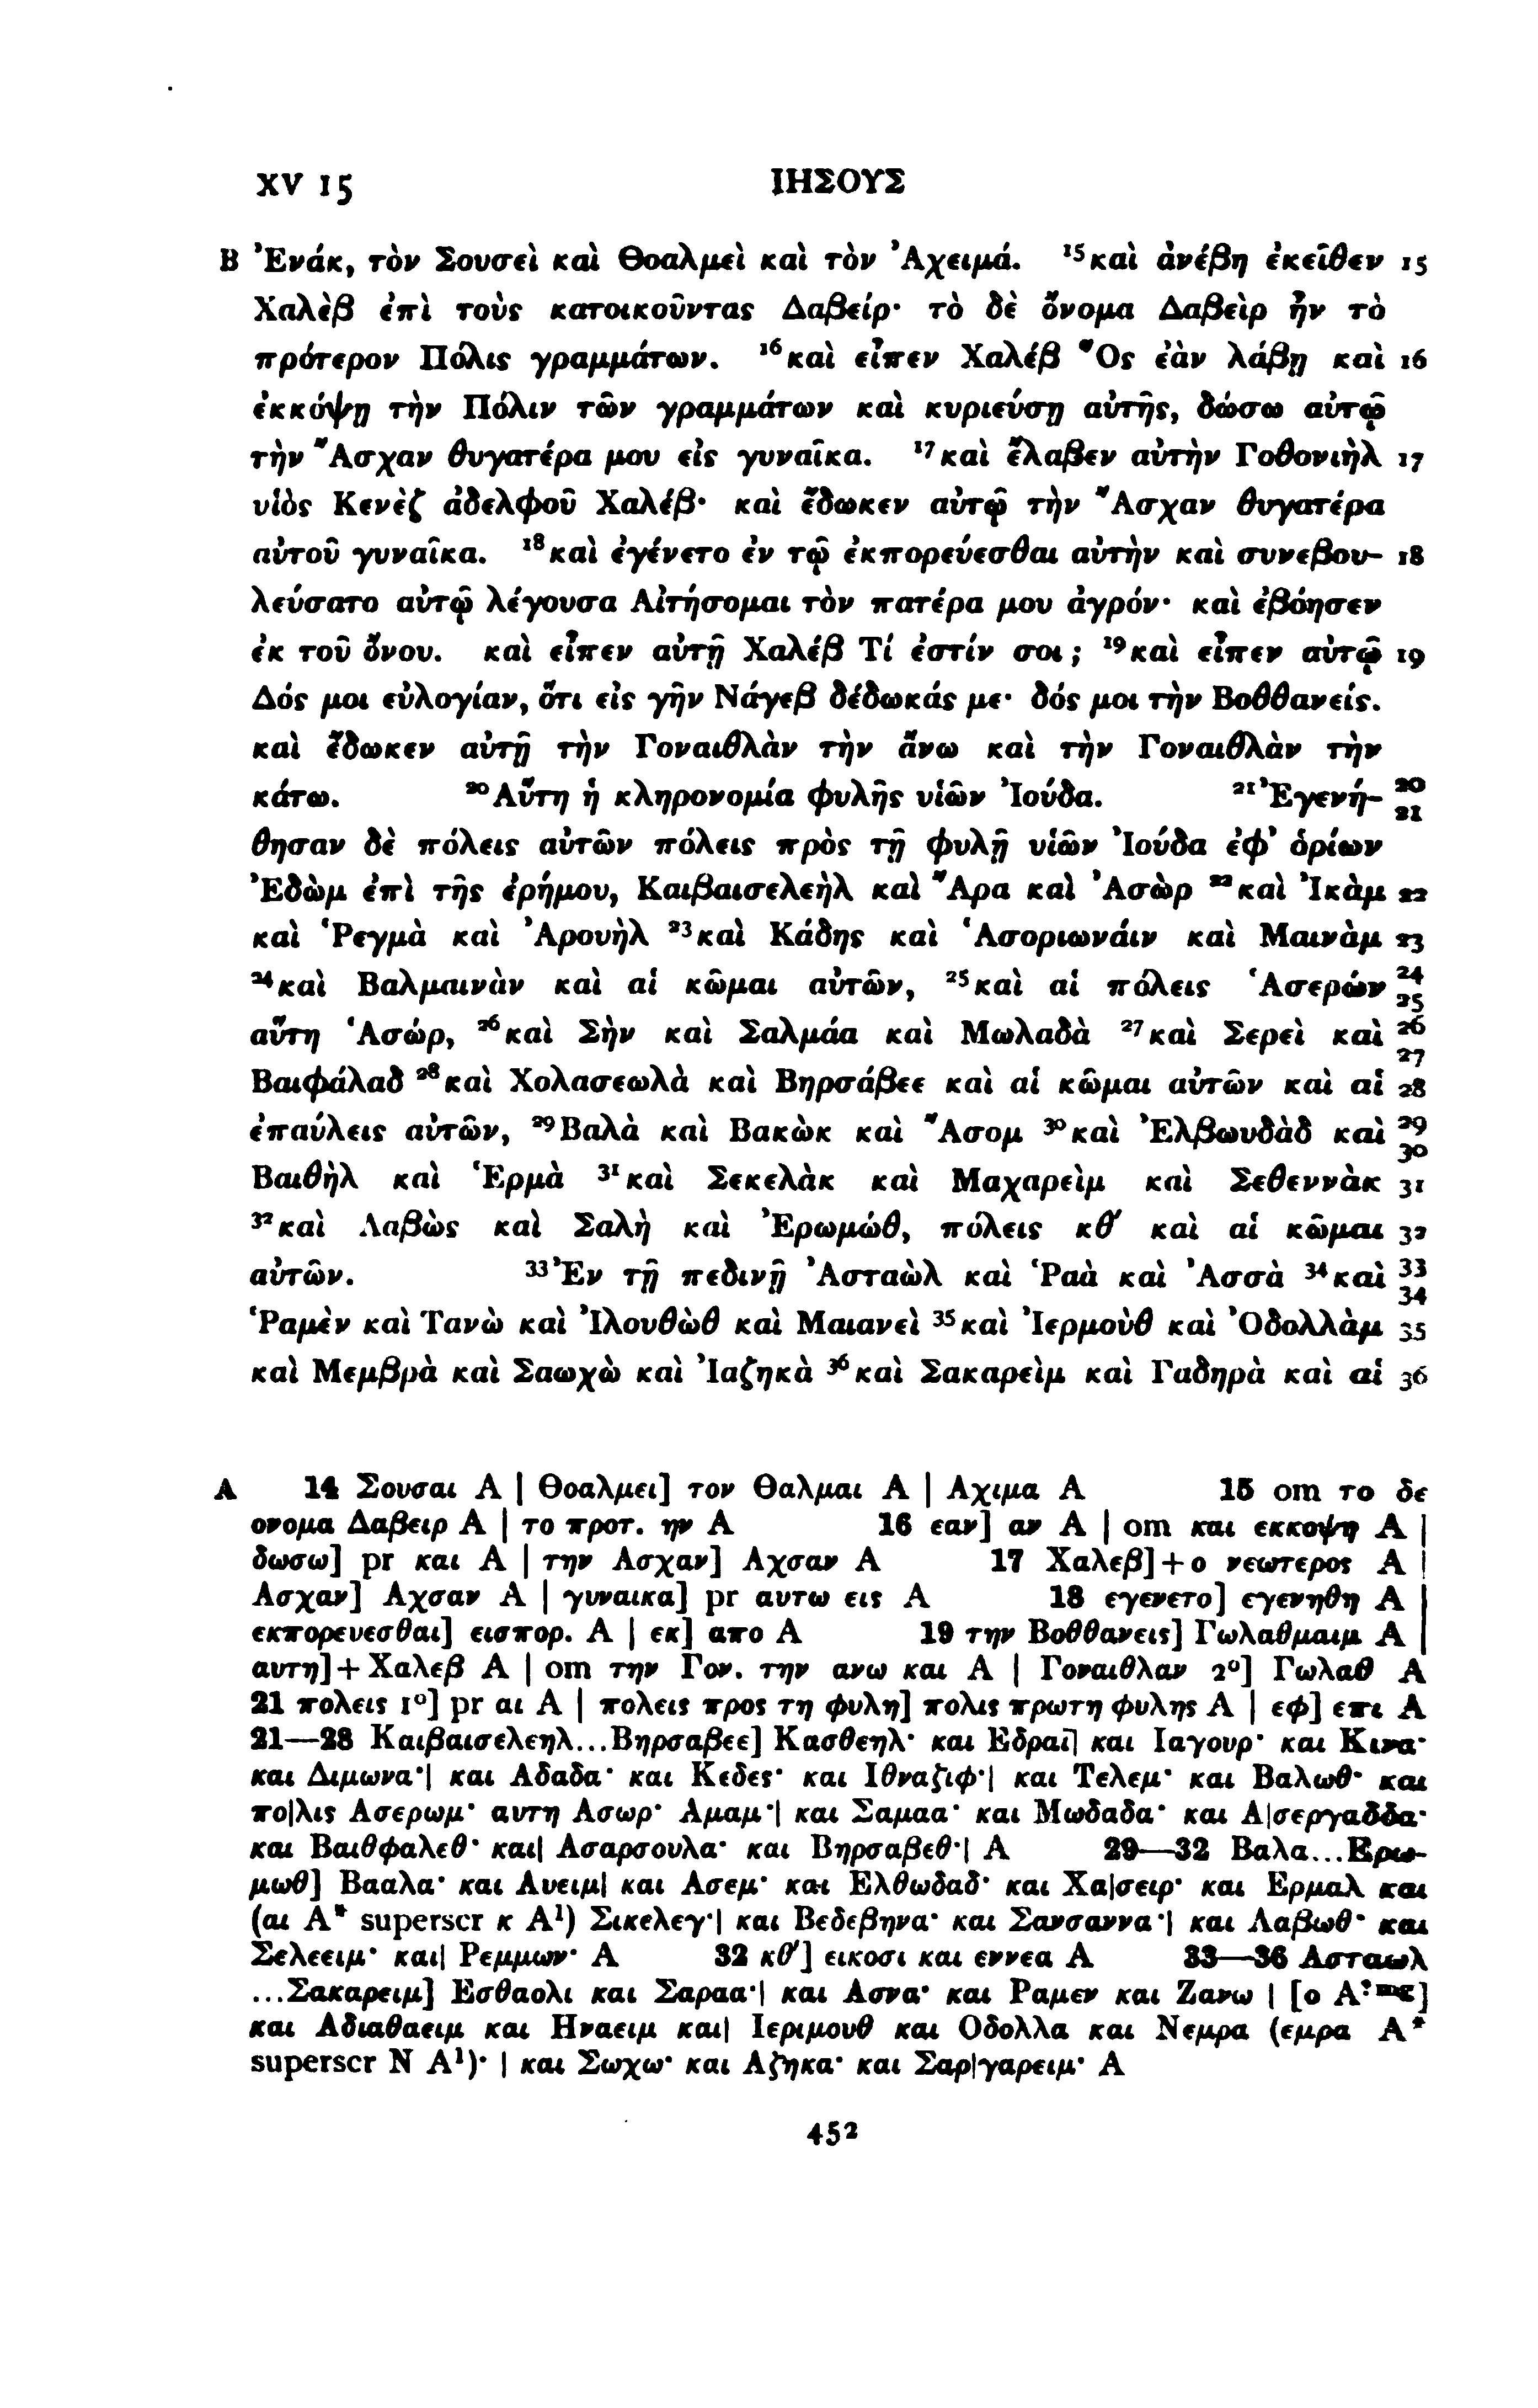 XV 15 ΙΗΣΟΥΣ
B Ἐνάκ, τὸν Σουσεὶ καὶ Θοαλμεὶ καὶ τὸν Ἀχειμά. ¹⁵καὶ ἀνέβη ἐκεῖθεν 15
Χαλὲβ ἐπὶ τοὺς κατοικοῦντας Δαβείρ· τὸ δὲ ὄνομα Δαβεὶρ ἦν τὸ
πρότερον Πόλις γραμμάτων. ¹⁶καὶ εἶπεν Χαλέβ Ὃς ἐὰν λάβῃ καὶ 16
ἐκκόψῃ τὴν Πόλιν τῶν γραμμάτων καὶ κυριεύσῃ αὐτῆς, δώσω αὐτῷ
τὴν Ἄσχαν θυγατέρα μου εἰς γυναῖκα. ¹⁷καὶ ἔλαβεν αὐτὴν Γοθονιὴλ 17
υἱὸς Κενὲζ ἀδελφοῦ Χαλέβ· καὶ ἔδωκεν αὐτῷ τὴν Ἄσχαν θυγατέρα
αὐτοῦ γυναῖκα. ¹⁸καὶ ἐγένετο ἐν τῷ ἐκπορεύεσθαι αὐτὴν καὶ συνεβου- 18
λεύσατο αὐτῷ λέγουσα Αἰτήσομαι τὸν πατέρα μου ἀγρόν· καὶ ἐβόησεν
ἐκ τοῦ ὄνου. καὶ εἶπεν αὐτῇ Χαλέβ Τί ἐστίν σοι; ¹⁹καὶ εἶπεν αὐτῷ 19
Δός μοι εὐλογίαν, ὅτι εἰς γῆν Νάγεβ δέδωκάς με· δός μοι τὴν Βοθθανείς.
καὶ ἔδωκεν αὐτῇ τὴν Γοναιθλὰν τὴν ἄνω καὶ τὴν Γοναιθλὰν τὴν
κάτω. ²⁰Αὕτη ἡ κληρονομία φυλῆς υἱῶν Ἰούδα. ²¹Ἐγενή- 20 21
θησαν δὲ πόλεις αὐτῶν πόλεις πρὸς τῇ φυλῇ υἱῶν Ἰούδα ἐφ᾽ ὁρίων
Ἐδὼμ ἐπὶ τῆς ἐρήμου, Καιβαισελεὴλ καὶ Ἄρα καὶ Ἀσὼρ ²²καὶ Ἰκὰμ 22
καὶ Ῥεγμὰ καὶ Ἀρουὴλ ²³καὶ Κάδης καὶ Ἀσοριωνάιν καὶ Μαινὰμ 23
²⁴καὶ Βαλμαινὰν καὶ αἱ κῶμαι αὐτῶν, ²⁵καὶ αἱ πόλεις Ἁσερών 24 25
αὕτη Ἁσώρ, ²⁶καὶ Σὴν καὶ Σαλμάα καὶ Μωλαδὰ ²⁷καὶ Σερεὶ καὶ 26 27
Βαιφάλαδ ²⁸καὶ Χολασεωλὰ καὶ Βηρσάβεε καὶ αἱ κῶμαι αὐτῶν καὶ αἱ 28
ἐπαύλεις αὐτῶν, ²⁹Βαλὰ καὶ Βακὼκ καὶ Ἄσομ ³⁰καὶ Ἐλβωυδὰδ καὶ 29 30
Βαιθὴλ καὶ Ἑρμὰ ³¹καὶ Σεκελὰκ καὶ Μαχαρεὶμ καὶ Σεθεννὰκ 31
³²καὶ Λαβὼς καὶ Σαλὴ καὶ Ἐρωμώθ, πόλεις κθ´ καὶ αἱ κῶμαι 32
αὐτῶν. ³³Ἐν τῇ πεδινῇ Ἀσταὼλ καὶ Ῥαὰ καὶ Ἀσσὰ ³⁴καὶ 33 34
Ῥαμὲν καὶ Τανὼ καὶ Ἰλουθὼθ καὶ Μαιανεὶ ³⁵καὶ Ἰερμοὺθ καὶ Ὀδολλὰμ 35
καὶ Μεμβρὰ καὶ Σαωχὼ καὶ Ἰαζηκὰ ³⁶καὶ Σακαρεὶμ καὶ Γαδηρὰ καὶ αἱ 36
A 14 Σουσαι A | Θοαλμει] τον Θαλμαι A | Αχιμα A 15 om το δε
ονομα Δαβειρ A | το προτ. ην A 16 εαν] αν A | om και εκκοψη A |
δωσω] pr και A | την Ασχαν] Αχσαν A 17 Χαλεβ] + ο νεωτερος A |
Ασχαν] Αχσαν A | γυναικα] pr αυτω εις A 18 εγενετο] εγενηθη A |
εκπορευεσθαι] εισπορ. A | εκ] απο A 19 την Βοθθανεις] Γωλαθμαιμ A |
αυτη] + Χαλεβ A | om την Γον. την ανω και A | Γοναιθλαν 2º] Γωλαθ A
21 πολεις 1º] pr αι A | πολεις προς τη φυλη] πολις πρωτη φυλης A | εφ] επι A
21—28 Καιβαισελεηλ...Βηρσαβεε] Κασθεηλ· και Εδραϊ| και Ιαγουρ· και Κινα·
και Διμωνα·| και Αδαδα· και Κεδες· και Ιθναζιφ·| και Τελεμ· και Βαλωθ· και
πο|λις Ασερωμ· αυτη Ασωρ· Αμαμ·| και Σαμαα· και Μωδαδα· και Α|σεργαδδα·
και Βαιθφαλεθ· και| Ασαρσουλα· και Βηρσαβεθ·| A 29—32 Βαλα...Ερω-
μωθ] Βααλα· και Αυειμ| και Ασεμ· και Ελθωδαδ· και Χα|σειρ· και Ερμαλ και
(αι A* superscr κ A¹) Σικελεγ·| και Βεδεβηνα· και Σανσαννα·| και Λαβωθ· και
Σελεειμ· και| Ρεμμων· A 32 κθ´] εικοσι και εννεα A 33—36 Ασταωλ
...Σακαρειμ] Εσθαολι και Σαραα·| και Ασνα· και Ραμεν και Ζανω | [ο A? mg]
και Αδιαθαειμ και Ηναειμ και| Ιεριμουθ και Οδολλα και Νεμρα (εμρα A*
superscr Ν A¹)· | και Σωχω· και Αζηκα· και Σαρ|γαρειμ· A
452